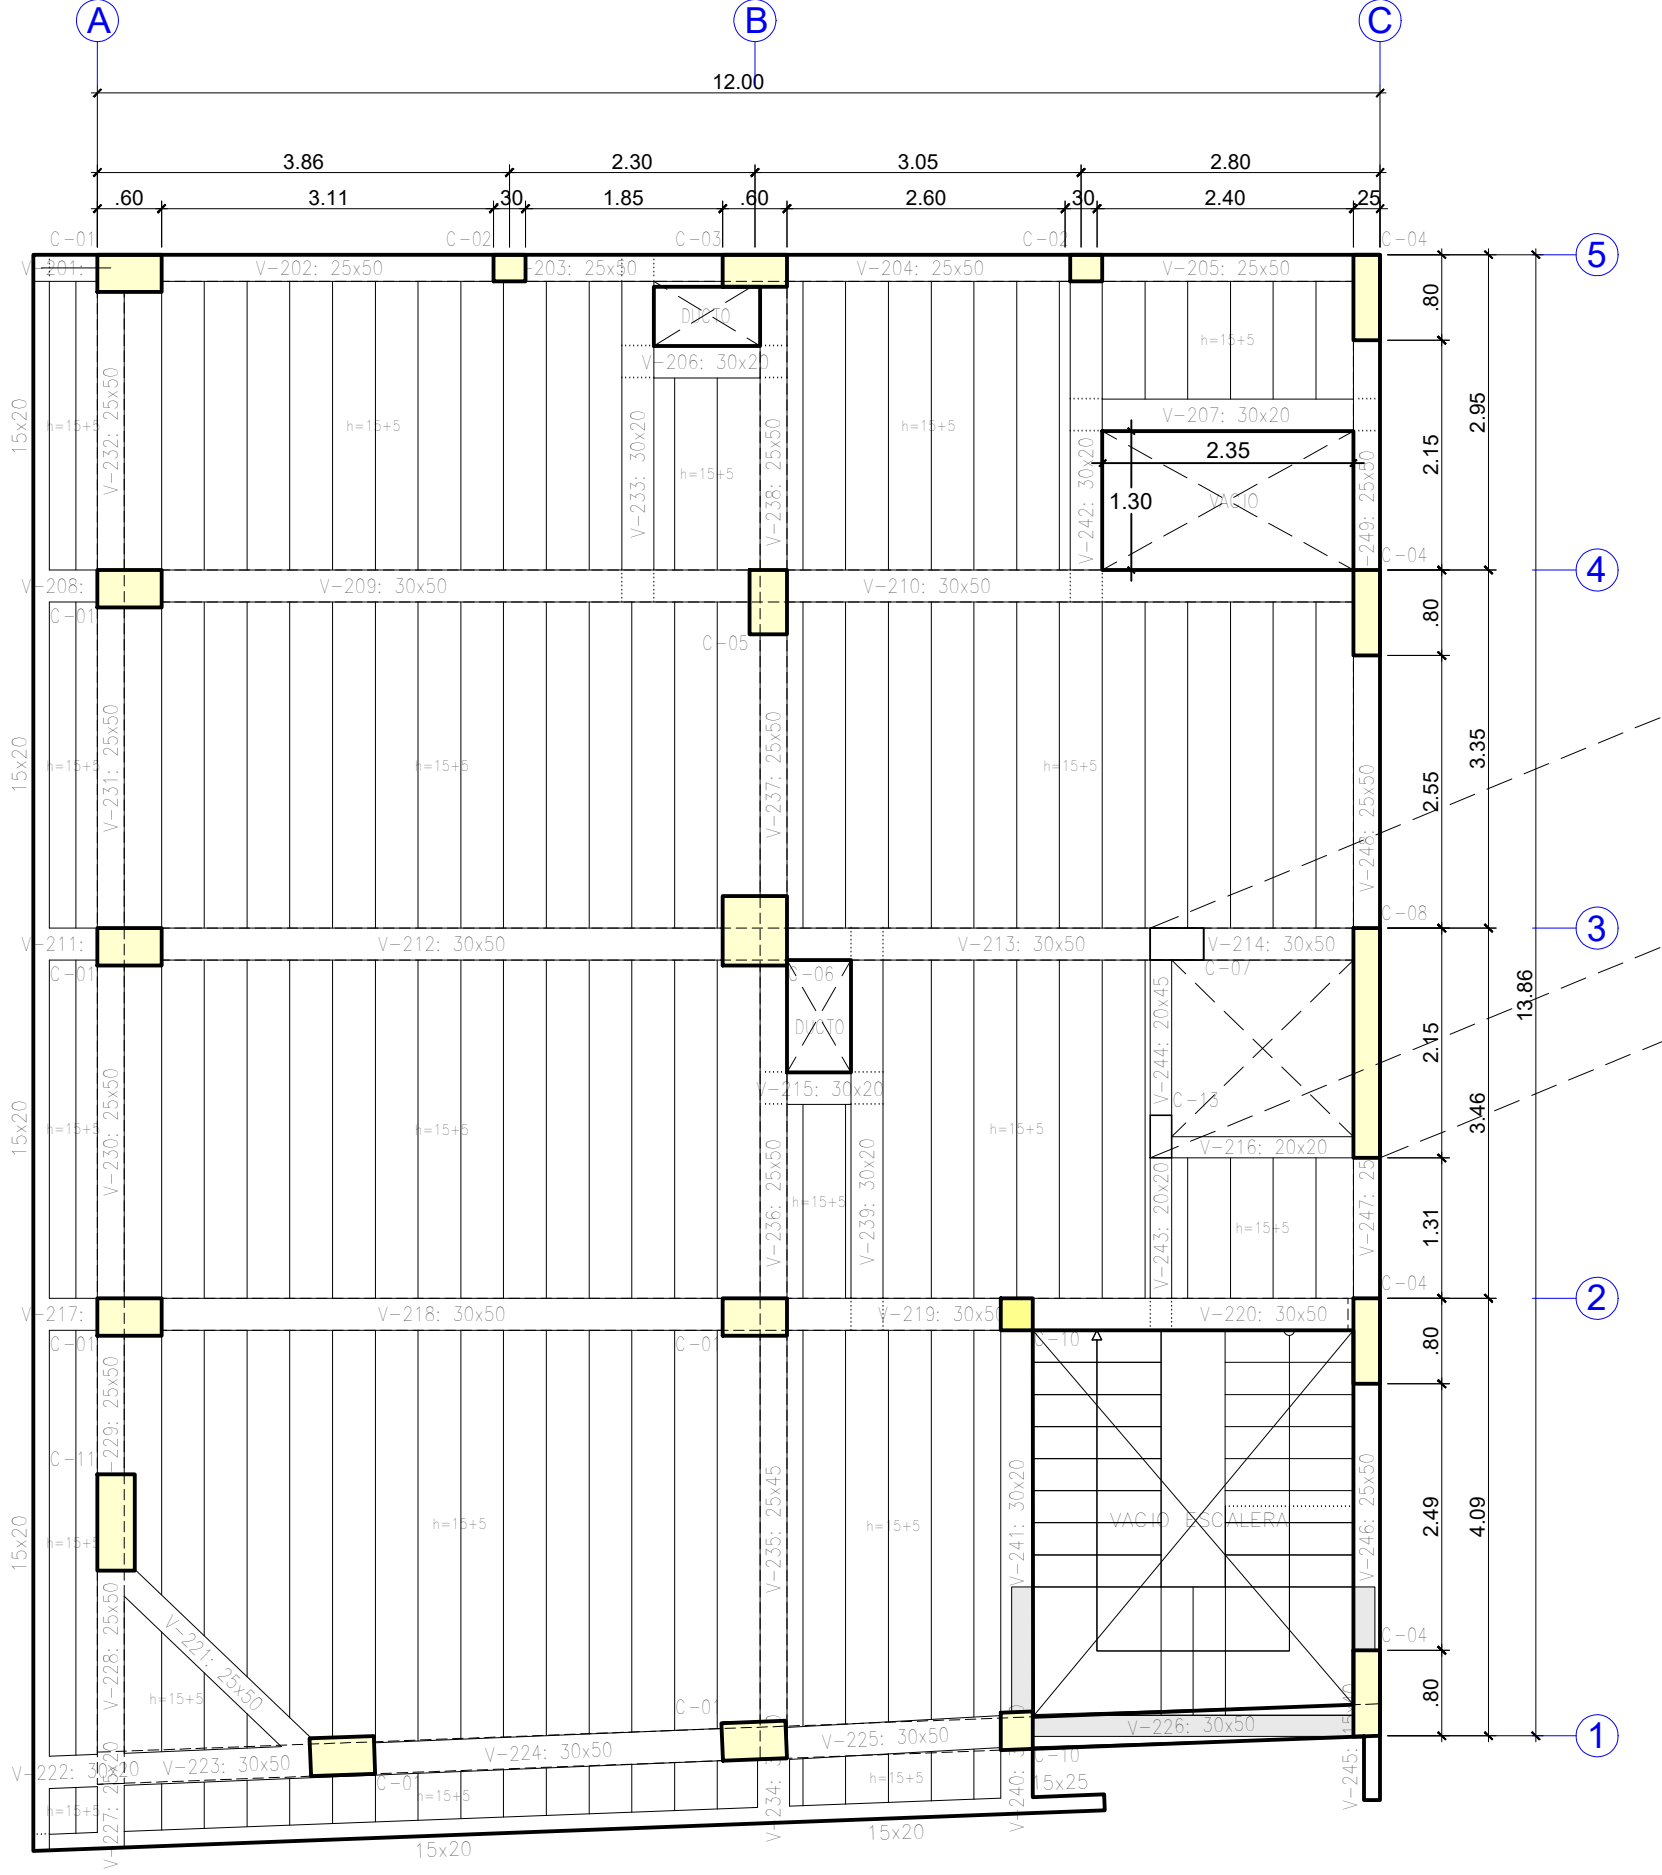 A B C
12.00
3.86 2.30 3.05 2.80
.60 3.11 .30 1.85 .60 2.60 .30 2.40 .25
C-01 C-02 C-03 C-02 C-04
V-201: V-202: 25x50 -203: 25x50 V-204: 25x50 V-205: 25x50
5
.80
DUCTO
h=15+5
V-206: 30x20
V-207: 30x20
15x20
h=15+5
V-232: 25x50
h=15+5
V-233: 30x20
h=15+5
V-238: 25x50
h=15+5
V-242: 30x20
2.35
1.30
VACIO
-249: 25x50
2.15
2.95
C-04
V-208: V-209: 30x50 V-210: 30x50
4
C-01
C-05
.80
15x20
h=15+5
V-231: 25x50
h=15+5
V-237: 25x50
h=15+5
V-248: 25x50
2.55
3.35
C-08
V-211: V-212: 30x50 V-213: 30x50 V-214: 30x50
3
C-01
C-06
C-07
13.86
DUCTO
V-244: 20x45
2.15
V-215: 30x20
C-13
3.46
15x20
h=15+5
V-230: 25x50
h=15+5
h=15+5
V-216: 20x20
V-236: 25x50
h=15+5
V-239: 30x20
V-243: 20x20
h=15+5
V-247: 25
1.31
C-04
V-217: V-218: 30x50 V-219: 30x50 V-220: 30x50
2
C-01
C-01
C-10
.80
-229: 25x50
C-11
15x20
h=15+5
h=15+5
V-235: 25x45
h=15+5
V-241: 30x20
VACIO ESCALERA
V-246: 25x50
2.49
4.09
V-228: 25x50
V-221: 25x50
h=15+5
C-01
C-04
.80
V-222: 30x20 V-223: 30x50 V-224: 30x50 V-225: 30x50 V-226: 30x50
1
C-01
C-10
h=15+5
V-227: 25x20
h=15+5
V-234:
h=15+5
V-240:
15x25
V-245:
15x20
15x20